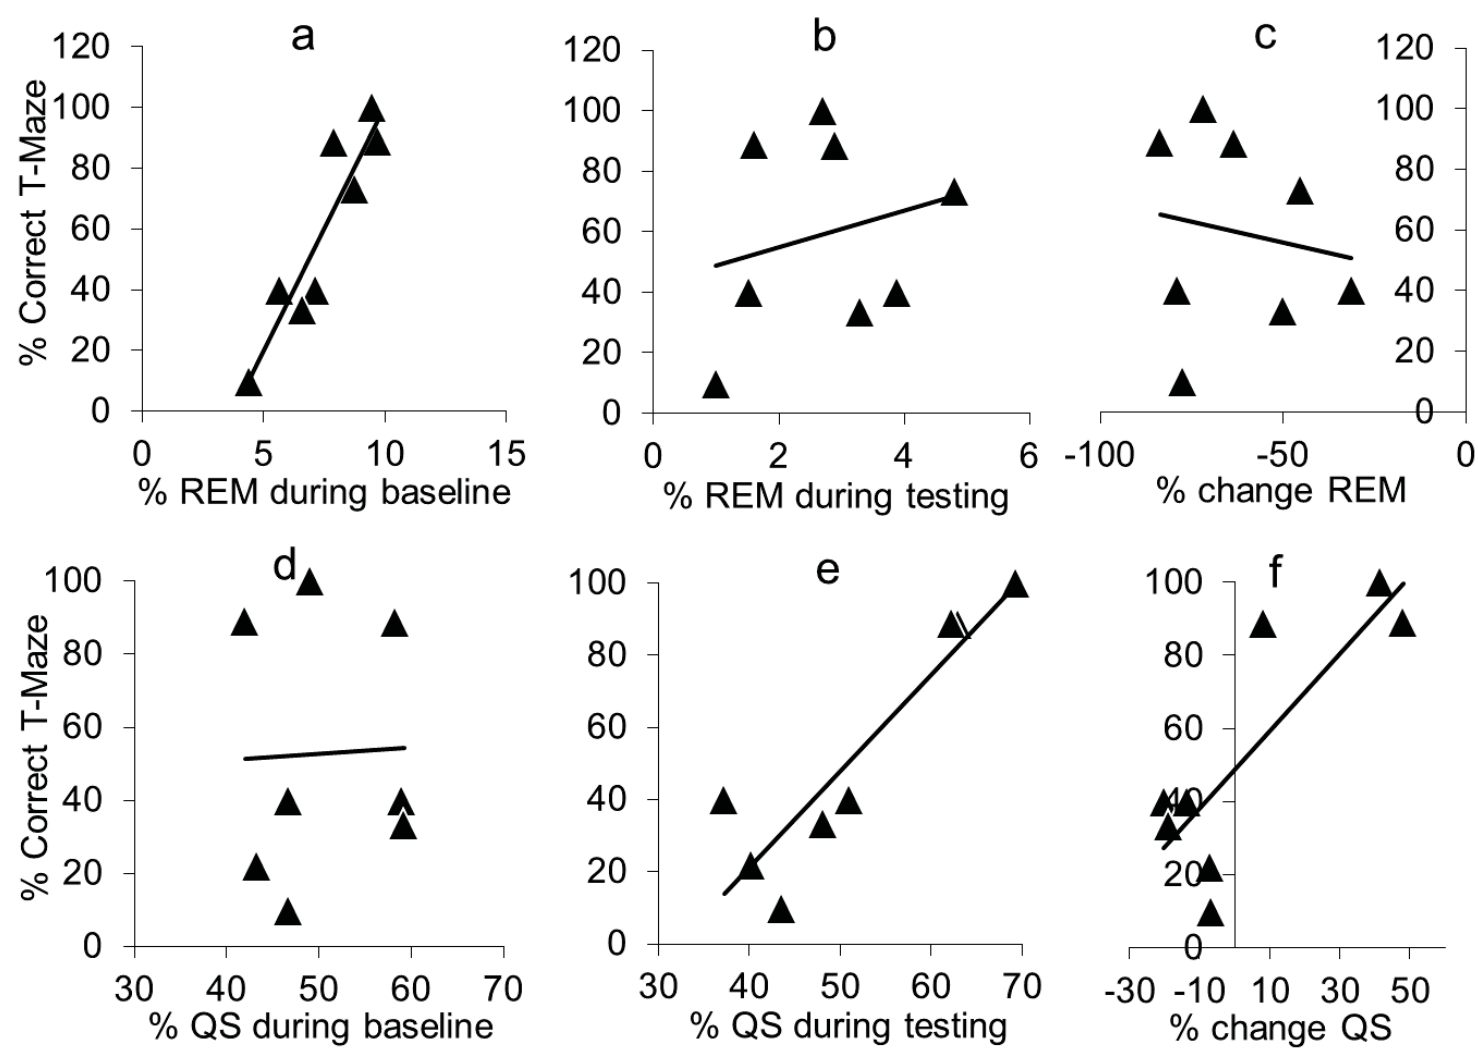 a
% Correct T-Maze
120
100
80
60
40
20
0
0 5 10 15
% REM during baseline
b
120
100
80
60
40
20
0
0 2 4 6
% REM during testing
c
120
100
80
60
40
20
0
-100 -50 0
% change REM
d
% Correct T-Maze
100
80
60
40
20
0
30 40 50 60 70
% QS during baseline
e
100
80
60
40
20
0
30 40 50 60 70
% QS during testing
f
100
80
60
40
20
0
-30 -10 10 30 50
% change QS